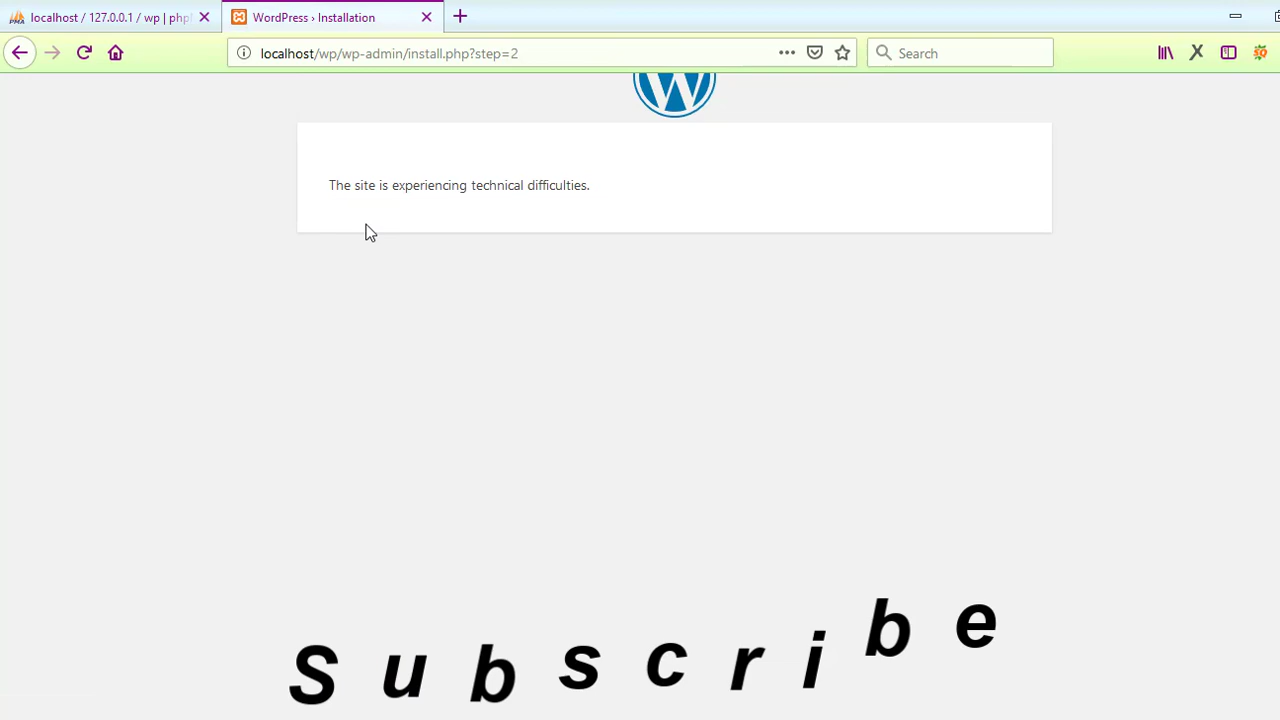 localhost / 127.0.0.1 / wp | php
WordPress › Installation
localhost/wp/wp-admin/install.php?step=2
Search
The site is experiencing technical difficulties.
Subscribe